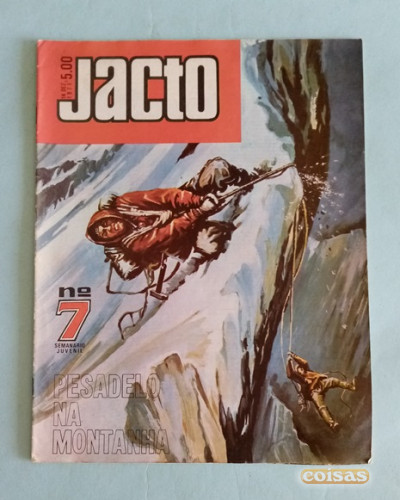 5.00
Jacto
nº
7
SEMANÁRIO
JUVENIL
PESADELO
NA
MONTANHA
coisas